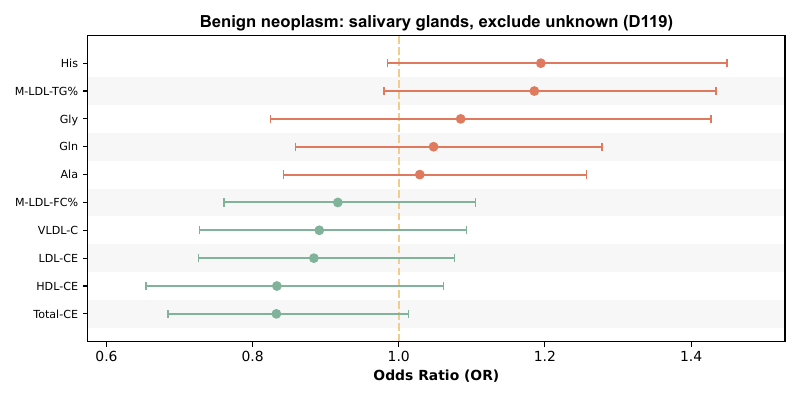 Benign neoplasm: salivary glands, exclude unknown (D119)
His
M-LDL-TG%
Gly
Gln
Ala
M-LDL-FC%
VLDL-C
LDL-CE
HDL-CE
Total-CE
0.6 0.8 1.0 1.2 1.4
Odds Ratio (OR)